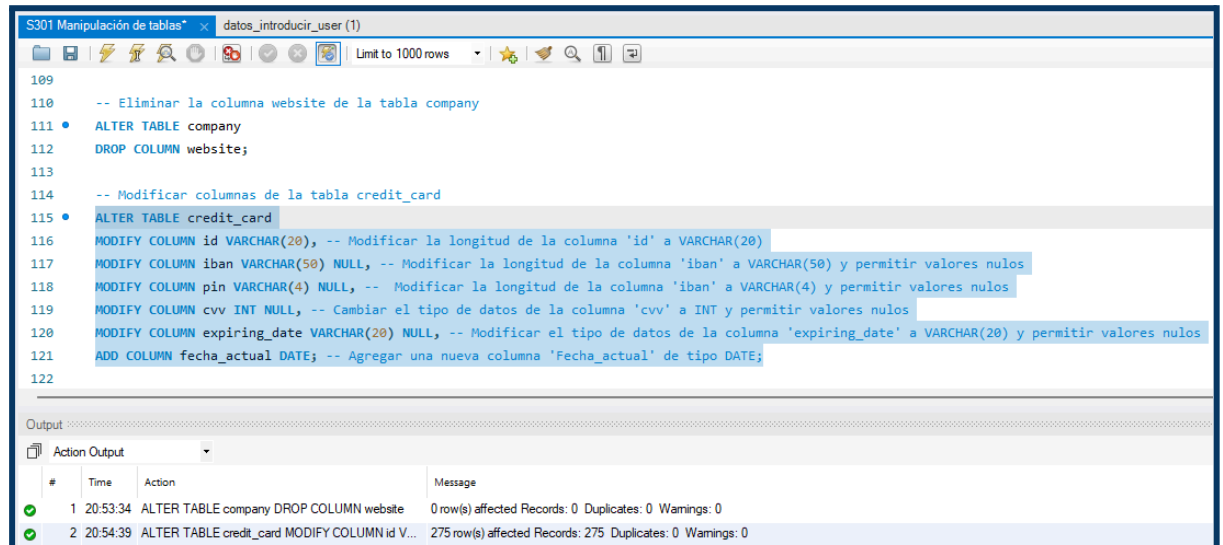 S301 Manipulación de tablas* × datos_introducir_user (1)
Limit to 1000 rows
109
110 -- Eliminar la columna website de la tabla company
111 ALTER TABLE company
112 DROP COLUMN website;
113
114 -- Modificar columnas de la tabla credit_card
115 ALTER TABLE credit_card
116 MODIFY COLUMN id VARCHAR(20), -- Modificar la longitud de la columna 'id' a VARCHAR(20)
117 MODIFY COLUMN iban VARCHAR(50) NULL, -- Modificar la longitud de la columna 'iban' a VARCHAR(50) y permitir valores nulos
118 MODIFY COLUMN pin VARCHAR(4) NULL, --  Modificar la longitud de la columna 'iban' a VARCHAR(4) y permitir valores nulos
119 MODIFY COLUMN cvv INT NULL, -- Cambiar el tipo de datos de la columna 'cvv' a INT y permitir valores nulos
120 MODIFY COLUMN expiring_date VARCHAR(20) NULL, -- Modificar el tipo de datos de la columna 'expiring_date' a VARCHAR(20) y permitir valores nulos
121 ADD COLUMN fecha_actual DATE; -- Agregar una nueva columna 'Fecha_actual' de tipo DATE;
122
Output
Action Output
# Time Action Message
1 20:53:34 ALTER TABLE company DROP COLUMN website 0 row(s) affected Records: 0 Duplicates: 0 Warnings: 0
2 20:54:39 ALTER TABLE credit_card MODIFY COLUMN id V... 275 row(s) affected Records: 275 Duplicates: 0 Warnings: 0